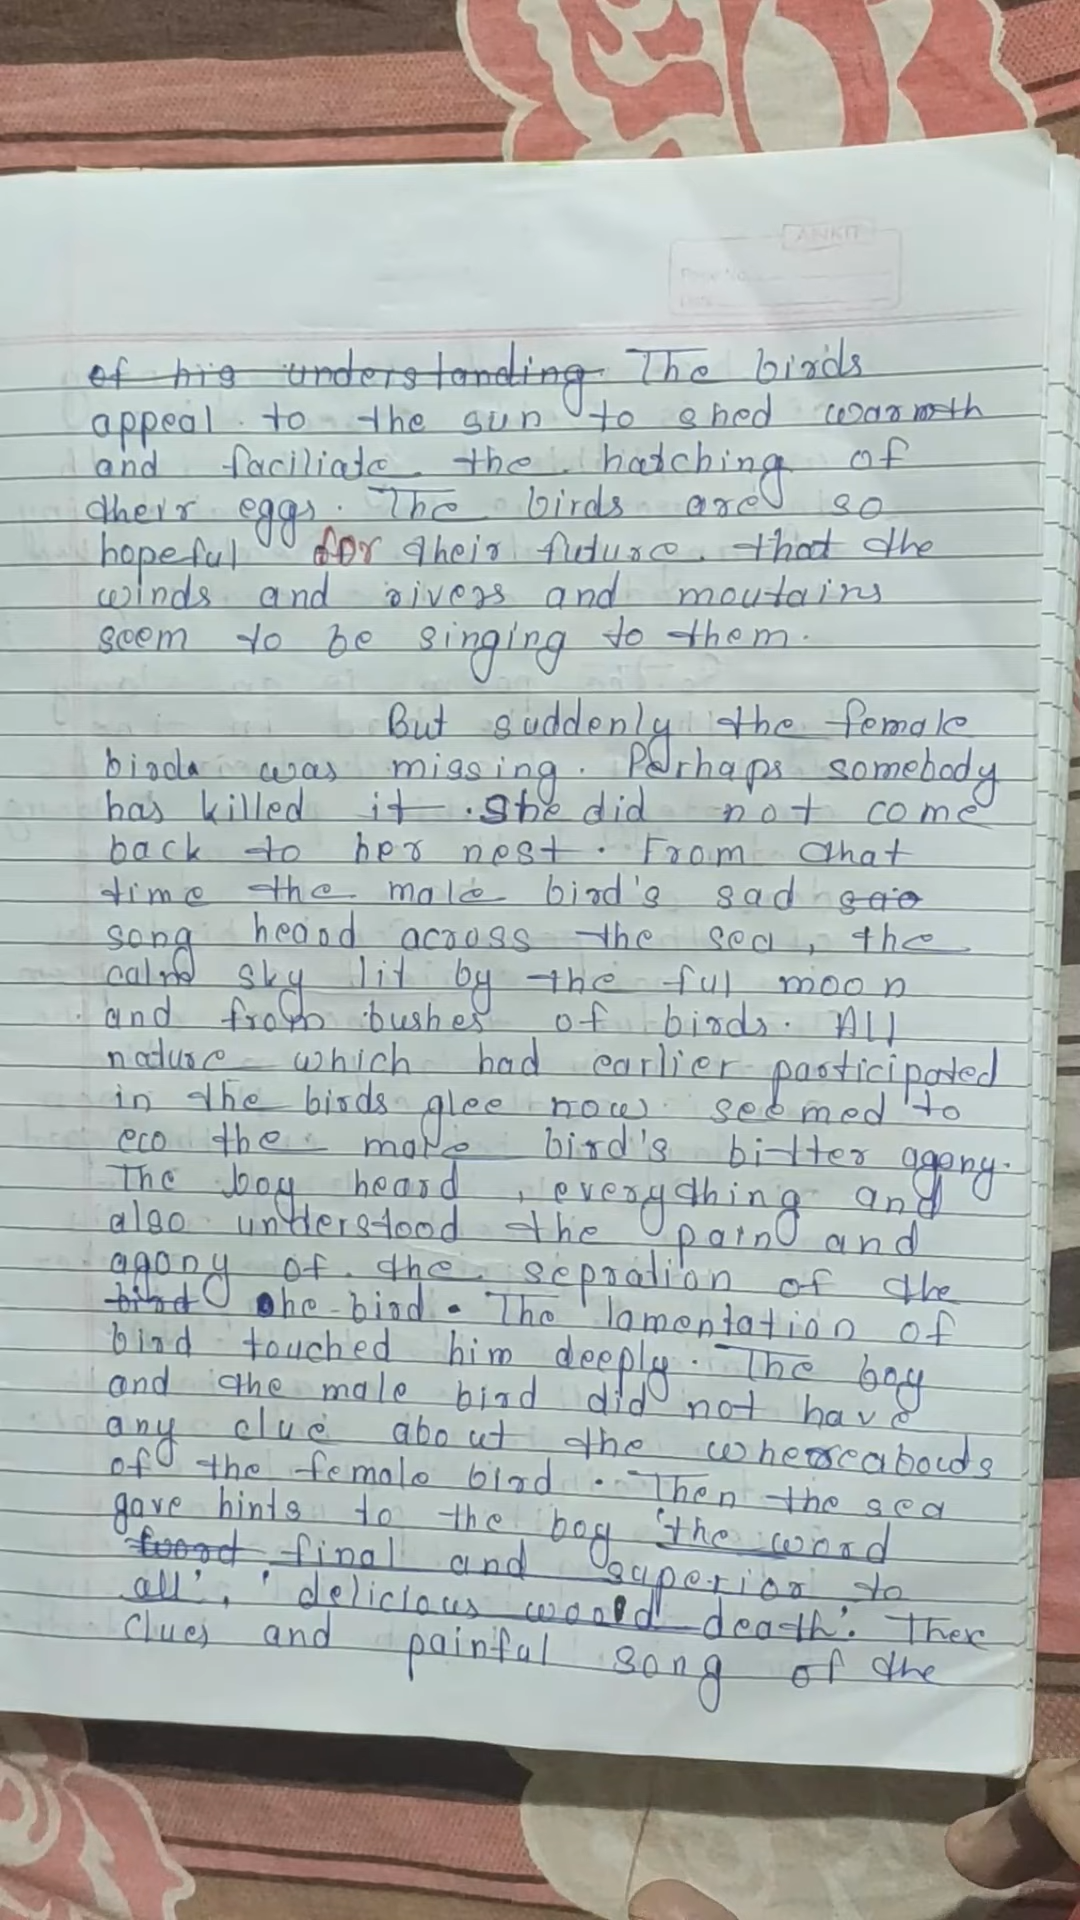 ANKIT
Page No.
of his understanding. The birds
appeal to the sun to shed warmth
and faciliate the hatching of
their eggs. The birds are so
hopeful for their future that the
winds and rivers and moutains
seem to be singing to them.
But suddenly the female
birda was missing. Perhaps somebody
has killed it. She did not come
back to her nest. From that
time the male bird's sad
song heard across the sea, the
calm sky lit by the ful moon
and from bushes of birds. All
nature which had earlier participated
in the birds glee now seemed to
eco the male bird's bitter agony.
The boy heard, everything and
also understood the pain and
agony of the sepration of the
bird he-bird. The lamentation of
bird touched him deeply. The boy
and the male bird did not have
any clue about the
of the female bird. Then the sea
gave hints to the boy 'the word
final and superior to
all', 'delicious word death'. 
Clues and painful song of the